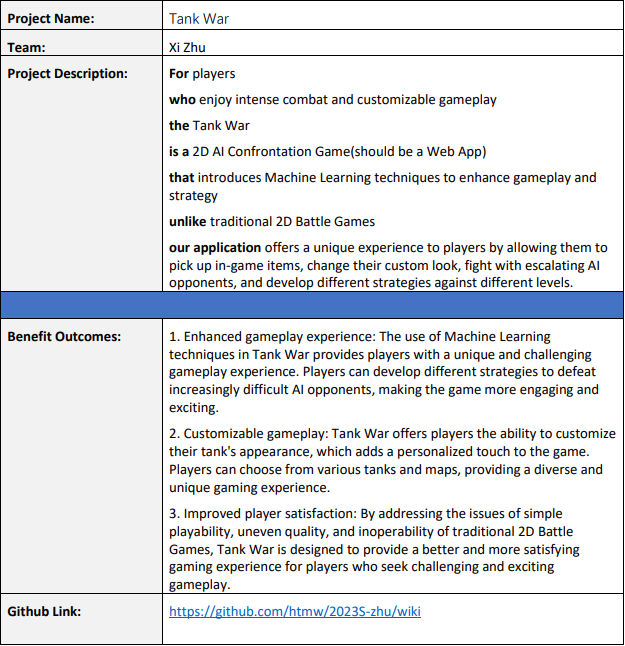 Project Name:
Tank War
Team:
Xi Zhu
Project Description:
For players
who enjoy intense combat and customizable gameplay
the Tank War
is a 2D AI Confrontation Game(should be a Web App)
that introduces Machine Learning techniques to enhance gameplay and
strategy
unlike traditional 2D Battle Games
our application offers a unique experience to players by allowing them to
pick up in-game items, change their custom look, fight with escalating AI
opponents, and develop different strategies against different levels.
Benefit Outcomes:
1. Enhanced gameplay experience: The use of Machine Learning
techniques in Tank War provides players with a unique and challenging
gameplay experience. Players can develop different strategies to defeat
increasingly difficult AI opponents, making the game more engaging and
exciting.
2. Customizable gameplay: Tank War offers players the ability to customize
their tank's appearance, which adds a personalized touch to the game.
Players can choose from various tanks and maps, providing a diverse and
unique gaming experience.
3. Improved player satisfaction: By addressing the issues of simple
playability, uneven quality, and inoperability of traditional 2D Battle
Games, Tank War is designed to provide a better and more satisfying
gaming experience for players who seek challenging and exciting
gameplay.
Github Link:
https://github.com/htmw/2023S-zhu/wiki